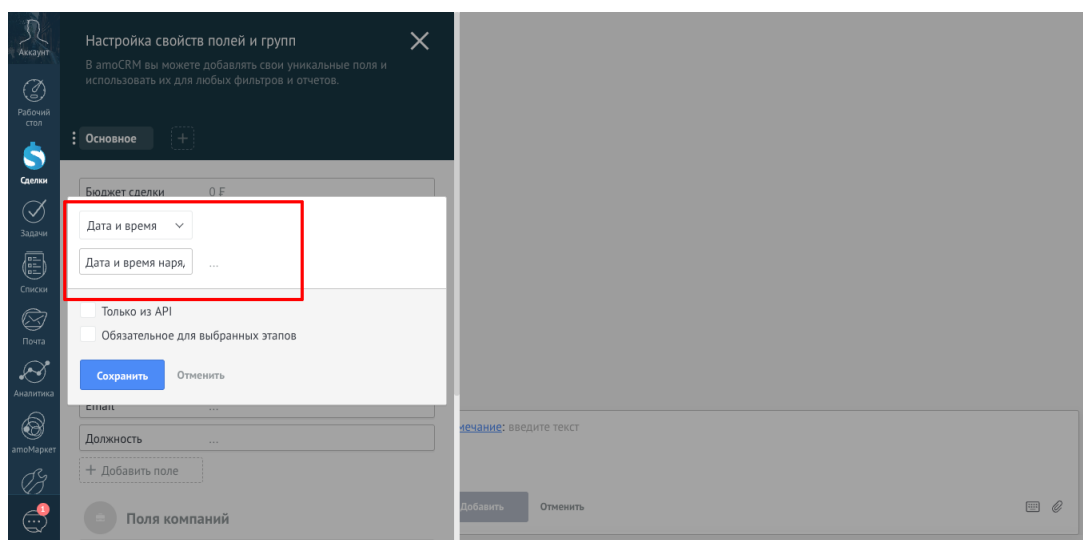 Аккаунт
Рабочий
стол
Сделки
Задачи
Списки
Почта
Аналитика
amoМаркет
1
Настройка свойств полей и групп
В amoCRM вы можете добавлять свои уникальные поля и
использовать их для любых фильтров и отчетов.
Основное
Бюджет сделки 0 ₣
Дата и время
Дата и время наря, ...
Только из API
Обязательное для выбранных этапов
Сохранить Отменить
Email ...
Должность ...
+ Добавить поле
Поля компаний
мечание: введите текст
Добавить Отменить